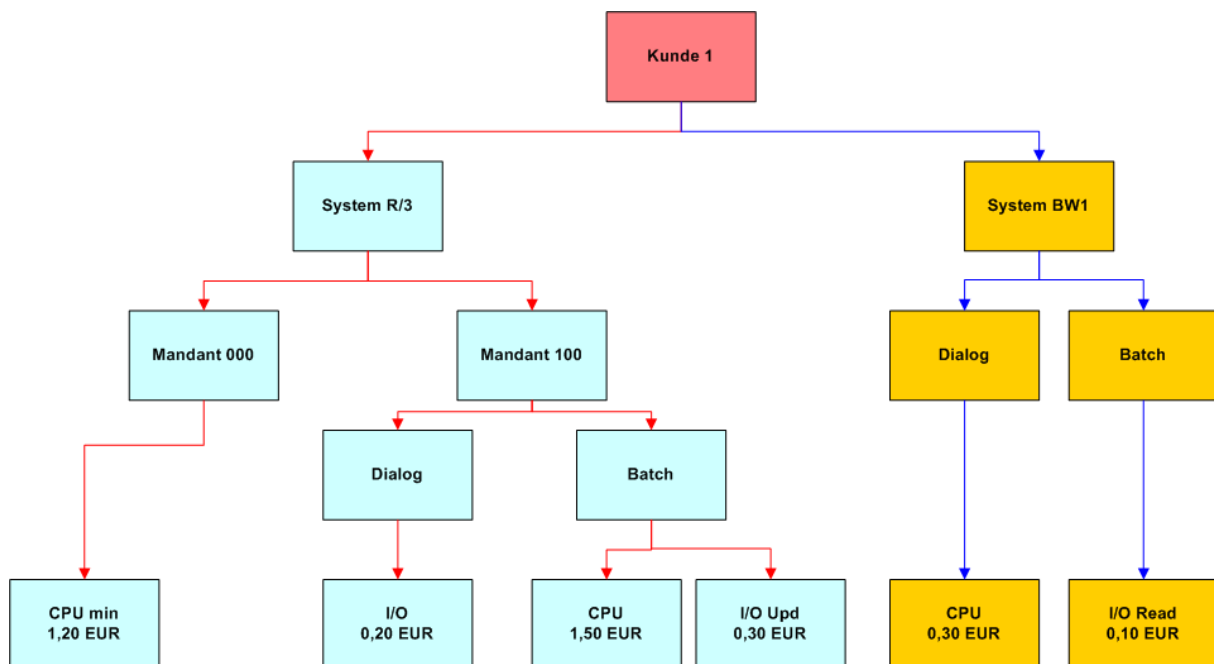 Kunde 1
System R/3
System BW1
Mandant 000
Mandant 100
Dialog
Batch
Dialog
Batch
CPU min
1,20 EUR
I/O
0,20 EUR
CPU
1,50 EUR
I/O Upd
0,30 EUR
CPU
0,30 EUR
I/O Read
0,10 EUR